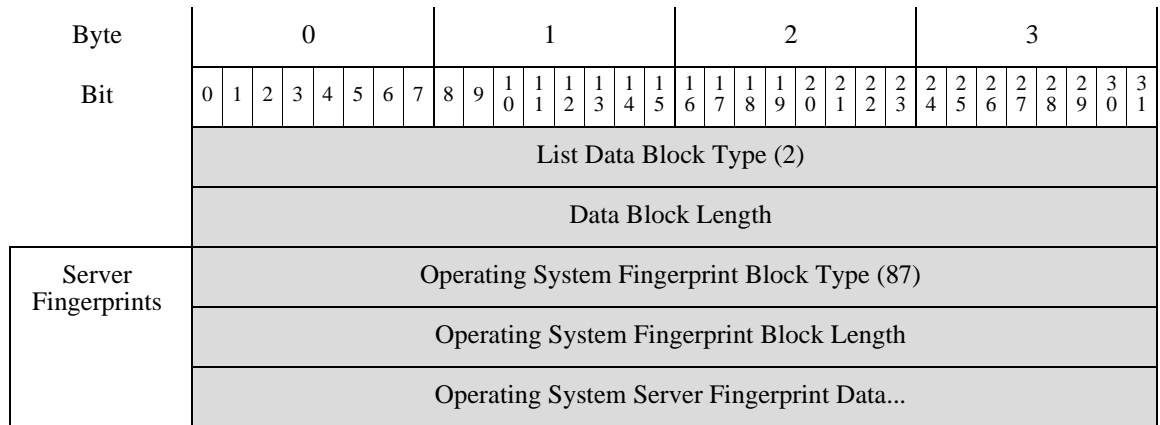 Byte 0 1 2 3
Bit 0 1 2 3 4 5 6 7 8 9 10 11 12 13 14 15 16 17 18 19 20 21 22 23 24 25 26 27 28 29 30 31
List Data Block Type (2)
Data Block Length
Server
Fingerprints
Operating System Fingerprint Block Type (87)
Operating System Fingerprint Block Length
Operating System Server Fingerprint Data...